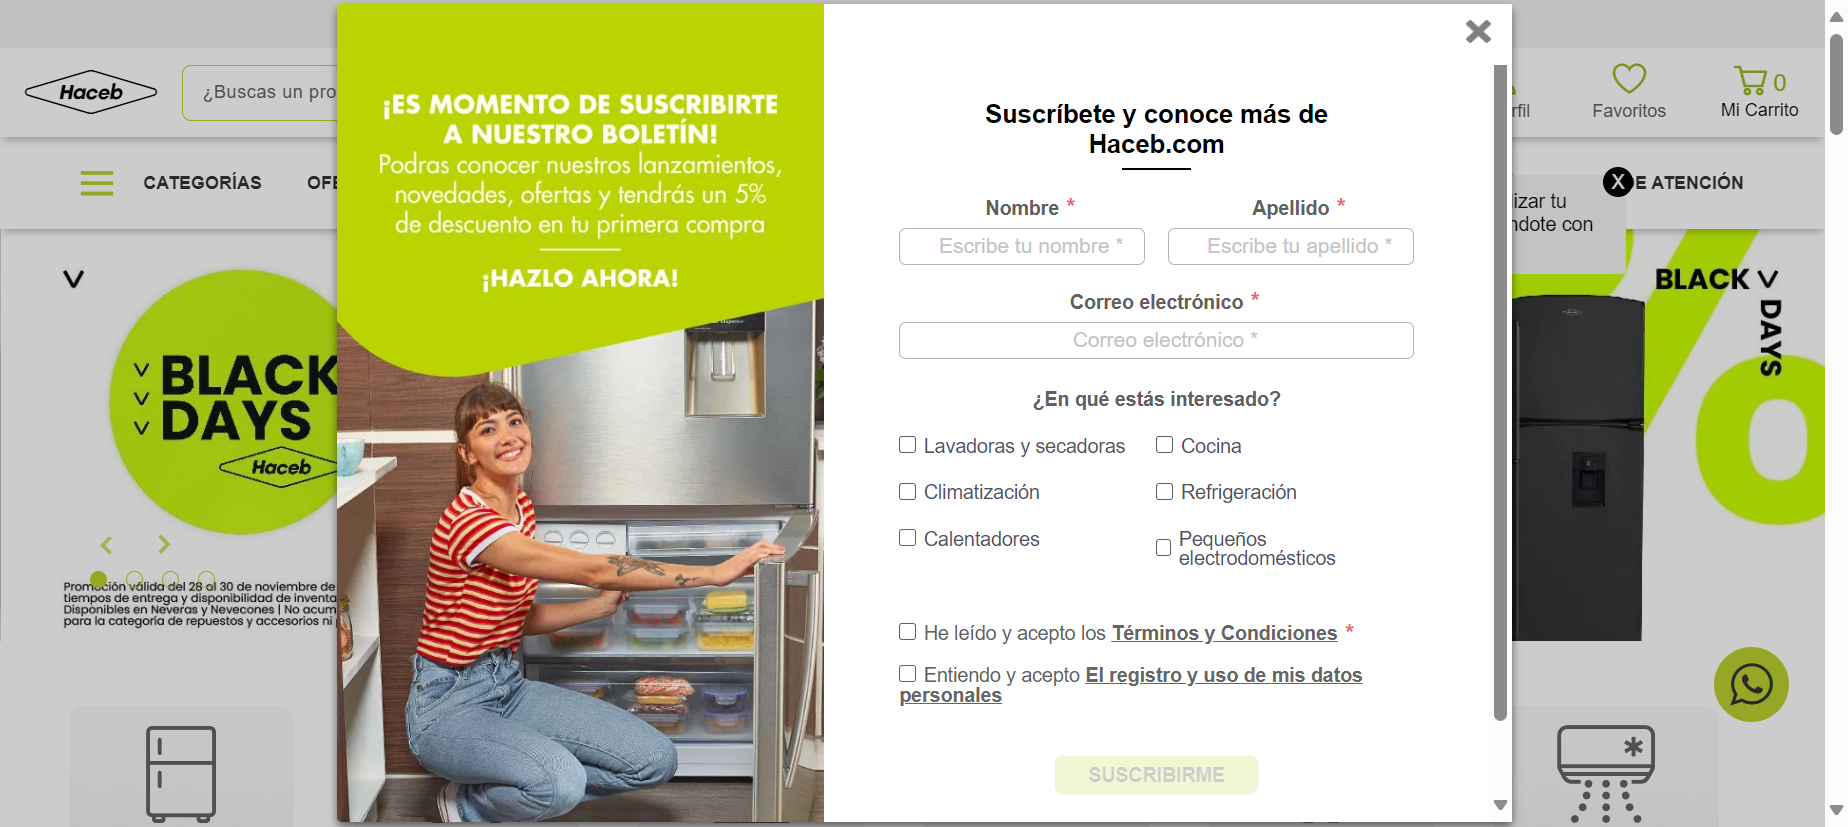 Haceb
¿Buscas un pro
rfil
Favoritos
0
Mi Carrito
CATEGORÍAS
OFE
X
E ATENCIÓN
izar tu
ndote con
¡ES MOMENTO DE SUSCRIBIRTE
A NUESTRO BOLETÍN!
Podras conocer nuestros lanzamientos,
novedades, ofertas y tendrás un 5%
de descuento en tu primera compra
¡HAZLO AHORA!
Suscríbete y conoce más de
Haceb.com
Nombre *
Apellido *
Escribe tu nombre *
Escribe tu apellido *
Correo electrónico *
Correo electrónico *
¿En qué estás interesado?
Lavadoras y secadoras
Cocina
Climatización
Refrigeración
Calentadores
Pequeños
electrodomésticos
He leído y acepto los Términos y Condiciones *
Entiendo y acepto El registro y uso de mis datos
personales
SUSCRIBIRME
BLACK
DAYS
Haceb
Promoción válida del 28 al 30 de noviembre de
tiempos de entrega y disponibilidad de inventa
Disponibles en Neveras y Nevecones | No acum
para la categoría de repuestos y accesorios ni
BLACK
DAYS
%